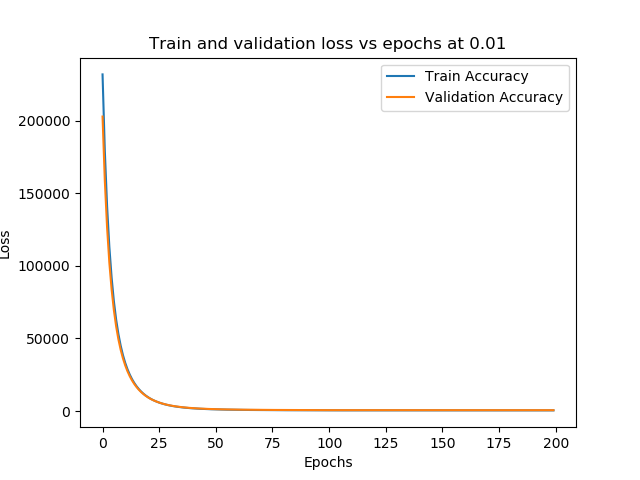 Train and validation loss vs epochs at 0.01
Train Accuracy
Validation Accuracy
200000
150000
100000
50000
0
Loss
0 25 50 75 100 125 150 175 200
Epochs